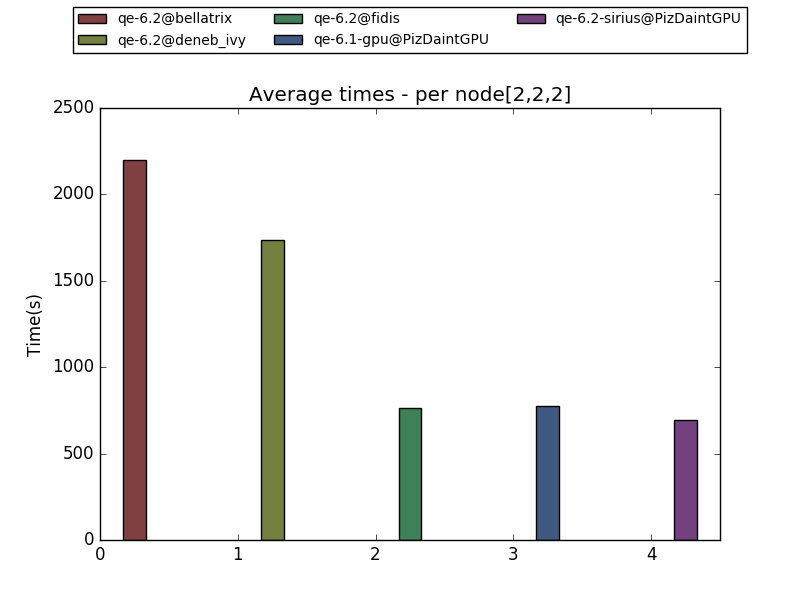 qe-6.2@bellatrix qe-6.2@fidis qe-6.2-sirius@PizDaintGPU
qe-6.2@deneb_ivy qe-6.1-gpu@PizDaintGPU
Average times - per node[2,2,2]
2500
2000
1500
1000
500
0
Time(s)
0 1 2 3 4